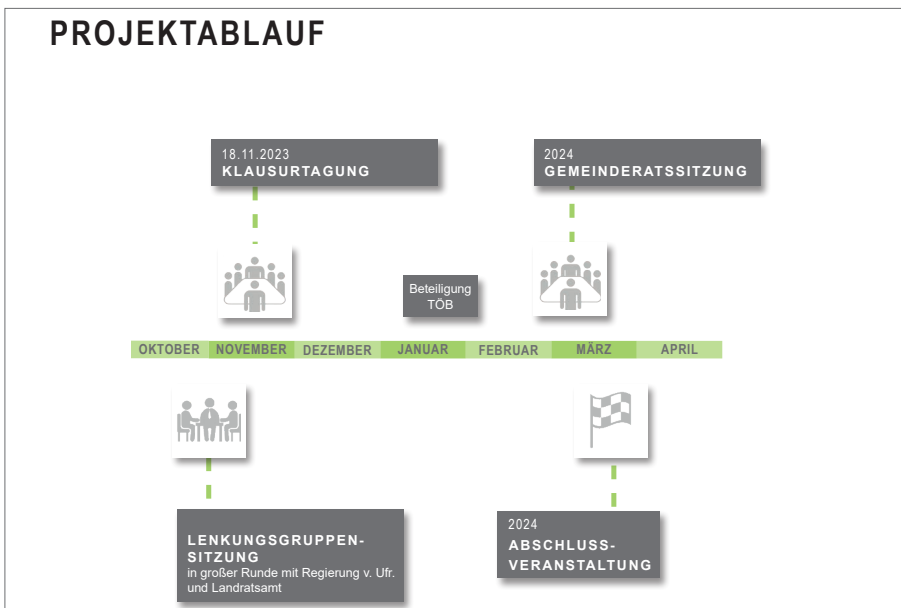 PROJEKTABLAUF
18.11.2023
KLAUSURTAGUNG
2024
GEMEINDERATSSITZUNG
Beteiligung
TÖB
OKTOBER NOVEMBER DEZEMBER JANUAR FEBRUAR MÄRZ APRIL
LENKUNGSGRUPPEN-
SITZUNG
in großer Runde mit Regierung v. Ufr.
und Landratsamt
2024
ABSCHLUSS-
VERANSTALTUNG